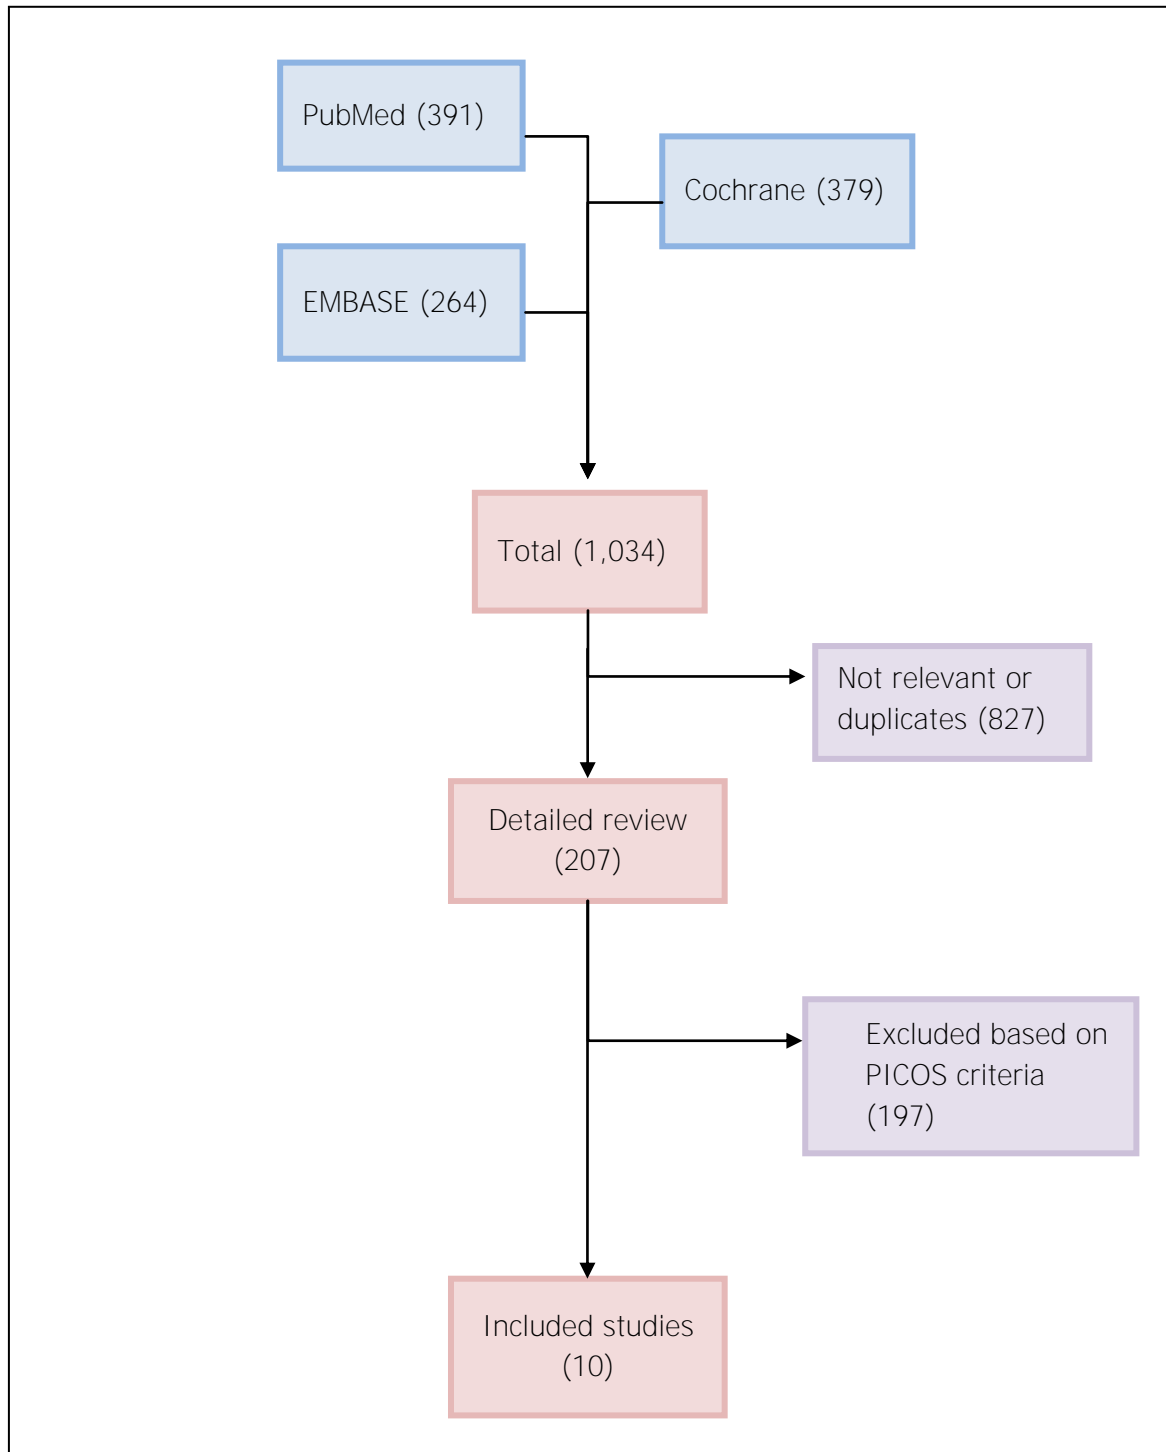 PubMed (391)
Cochrane (379)
EMBASE (264)
Total (1,034)
Not relevant or
duplicates (827)
Detailed review
(207)
Excluded based on
PICOS criteria
(197)
Included studies
(10)